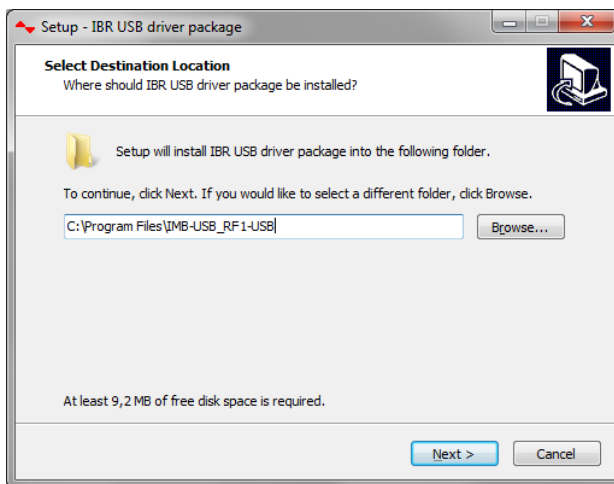 Setup - IBR USB driver package
Select Destination Location
Where should IBR USB driver package be installed?
Setup will install IBR USB driver package into the following folder.
To continue, click Next. If you would like to select a different folder, click Browse.
C:\Program Files\IMB-USB_RF1-USB
Browse...
At least 9,2 MB of free disk space is required.
Next >
Cancel